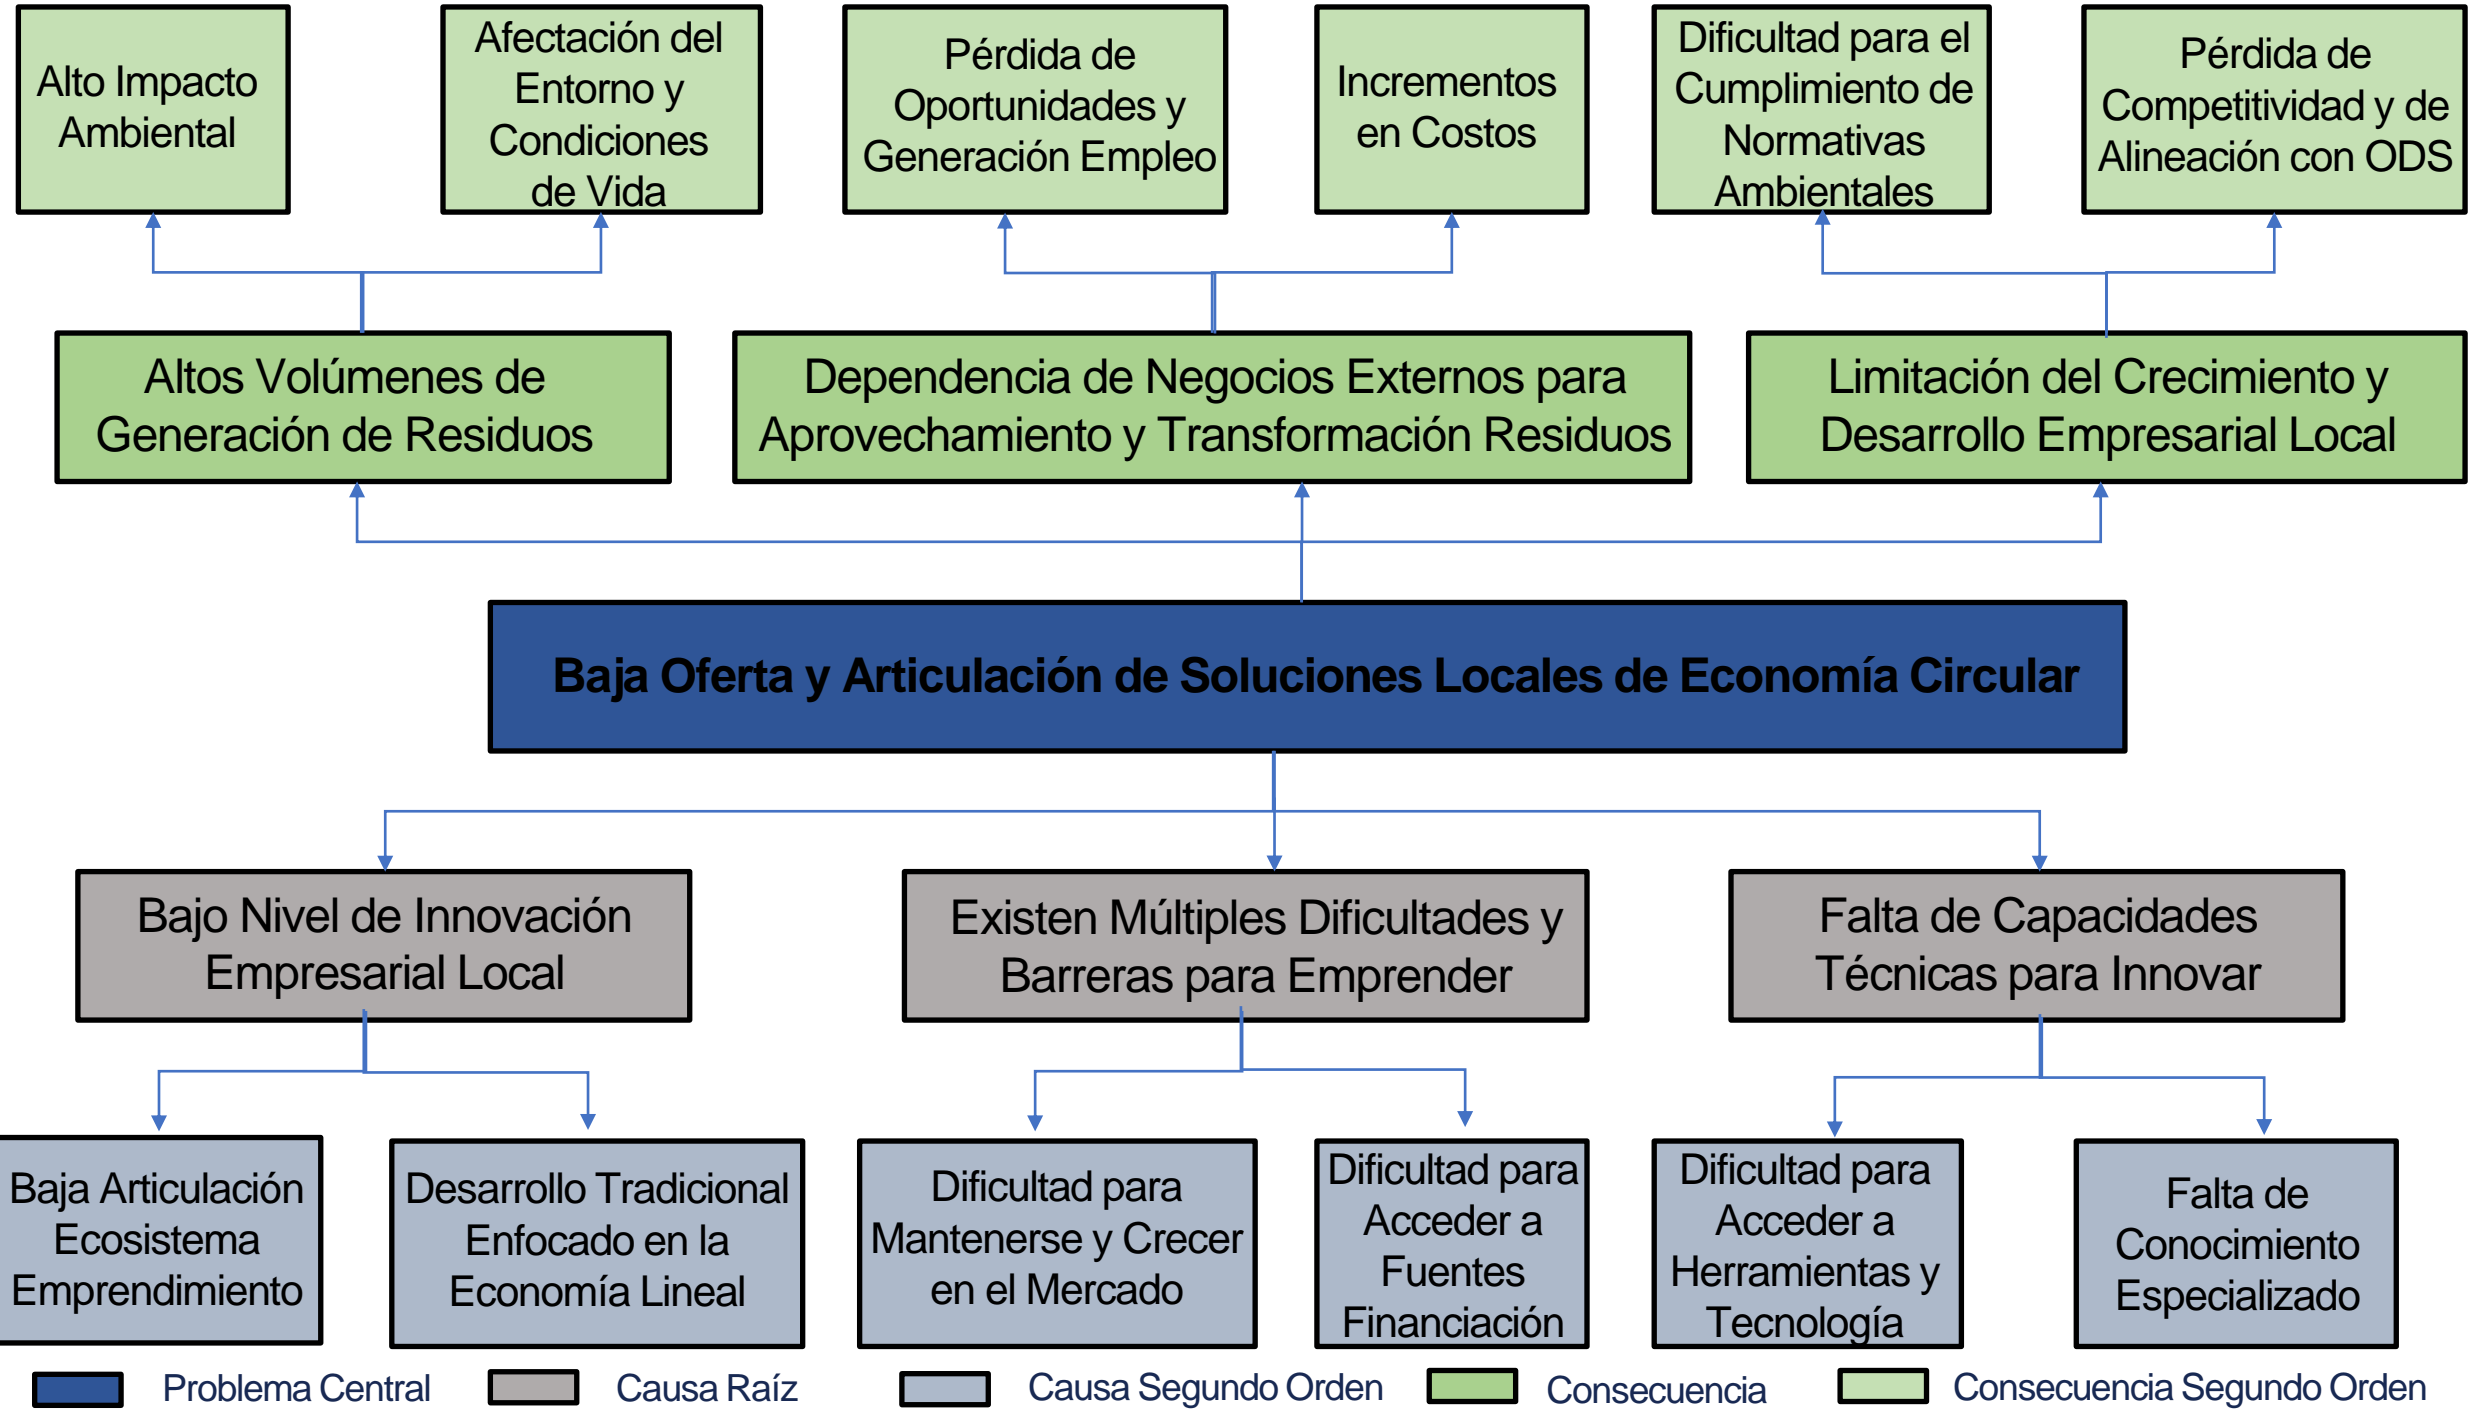 Alto Impacto
Ambiental
Afectación del
Entorno y
Condiciones
de Vida
Pérdida de
Oportunidades y
Generación Empleo
Incrementos
en Costos
Dificultad para el
Cumplimiento de
Normativas
Ambientales
Pérdida de
Competitividad y de
Alineación con ODS
Altos Volúmenes de
Generación de Residuos
Dependencia de Negocios Externos para
Aprovechamiento y Transformación Residuos
Limitación del Crecimiento y
Desarrollo Empresarial Local
Baja Oferta y Articulación de Soluciones Locales de Economía Circular
Bajo Nivel de Innovación
Empresarial Local
Existen Múltiples Dificultades y
Barreras para Emprender
Falta de Capacidades
Técnicas para Innovar
Baja Articulación
Ecosistema
Emprendimiento
Desarrollo Tradicional
Enfocado en la
Economía Lineal
Dificultad para
Mantenerse y Crecer
en el Mercado
Dificultad para
Acceder a
Fuentes
Financiación
Dificultad para
Acceder a
Herramientas y
Tecnología
Falta de
Conocimiento
Especializado
Problema Central
Causa Raíz
Causa Segundo Orden
Consecuencia
Consecuencia Segundo Orden